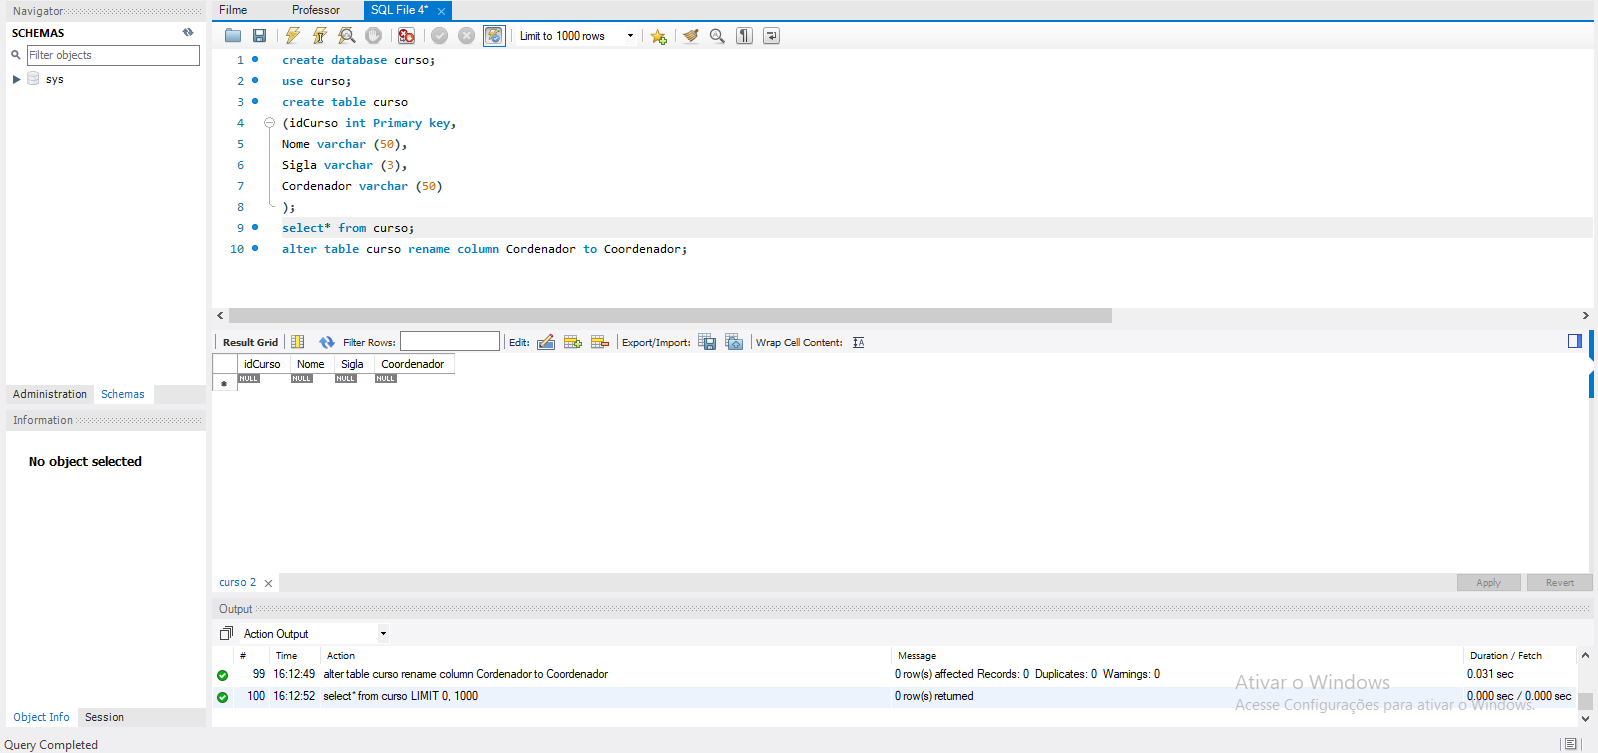 Navigator
SCHEMAS
Filter objects
sys
Administration Schemas
Information
No object selected
Object Info Session
Query Completed
Filme Professor SQL File 4*
Limit to 1000 rows
1 create database curso;
2 use curso;
3 create table curso
4 (idCurso int Primary key,
5 Nome varchar (50),
6 Sigla varchar (3),
7 Cordenador varchar (50)
8 );
9 select* from curso;
10 alter table curso rename column Cordenador to Coordenador;
Result Grid Filter Rows: Edit: Export/Import: Wrap Cell Content:
idCurso Nome Sigla Coordenador
NULL NULL NULL NULL
curso 2 Apply Revert
Output
Action Output
# Time Action Message Duration / Fetch
99 16:12:49 alter table curso rename column Cordenador to Coordenador 0 row(s) affected Records: 0 Duplicates: 0 Warnings: 0 0.031 sec
100 16:12:52 select* from curso LIMIT 0, 1000 0 row(s) returned 0.000 sec / 0.000 sec
Ativar o Windows
Acesse Configurações para ativar o Windows.